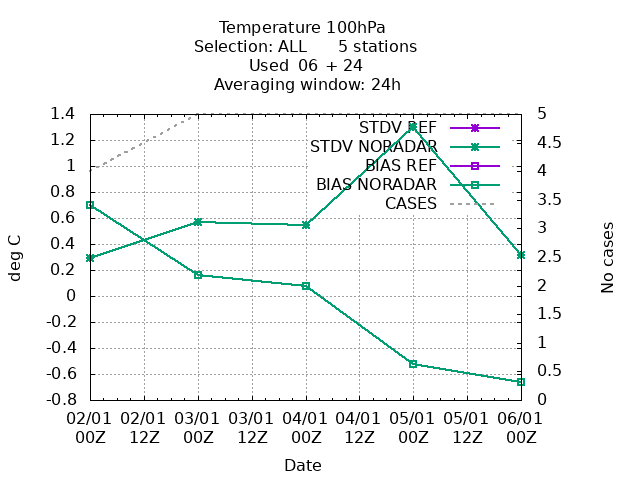 Temperature 100hPa
Selection: ALL 5 stations
Used 06 + 24
Averaging window: 24h
1.4
1.2
1
0.8
0.6
0.4
0.2
0
-0.2
-0.4
-0.6
-0.8
deg C
5
4.5
4
3.5
3
2.5
2
1.5
1
0.5
0
No cases
STDV REF
STDV NORADAR
BIAS REF
BIAS NORADAR
CASES
02/01 02/01 03/01 03/01 04/01 04/01 05/01 05/01 06/01
00Z 12Z 00Z 12Z 00Z 12Z 00Z 12Z 00Z
Date